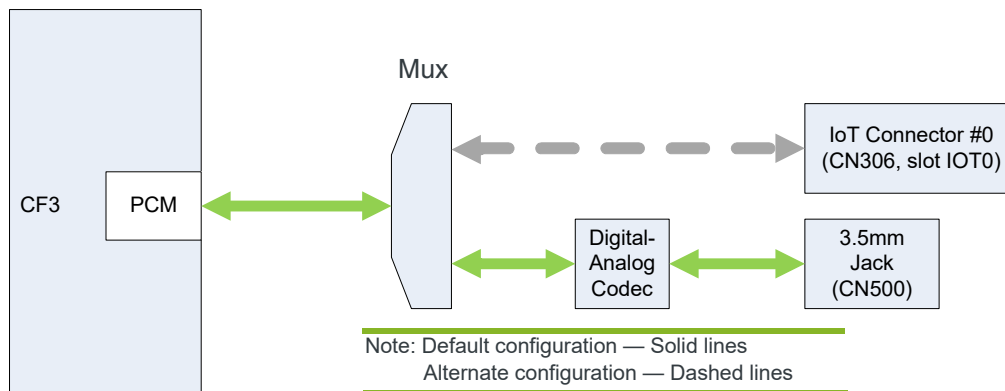 Mux
CF3
PCM
IoT Connector #0
(CN306, slot IOT0)
Digital-
Analog
Codec
3.5mm
Jack
(CN500)
Note: Default configuration — Solid lines
Alternate configuration — Dashed lines